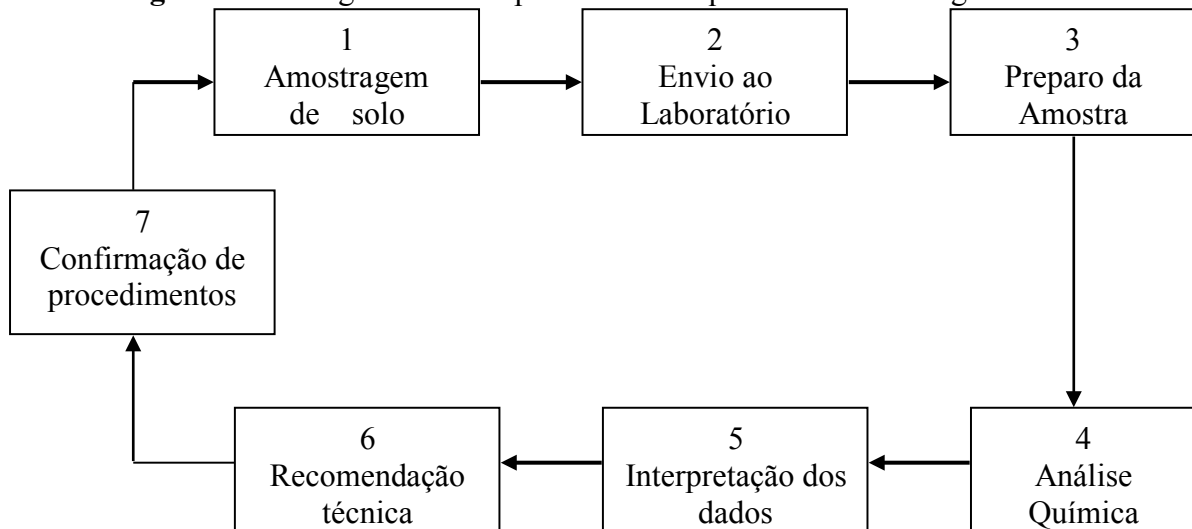 1
Amostragem
de solo
2
Envio ao
Laboratório
3
Preparo da
Amostra
7
Confirmação de
procedimentos
6
Recomendação
técnica
5
Interpretação dos
dados
4
Análise
Química